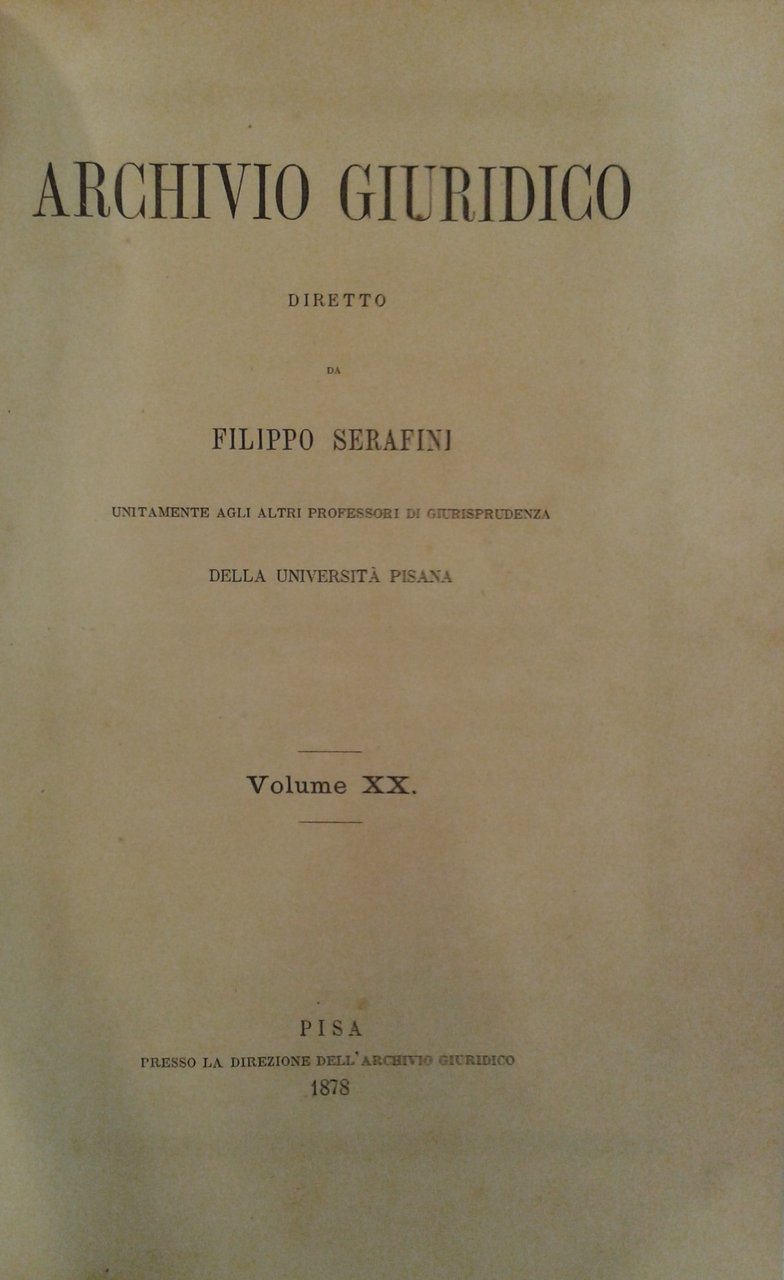 ARCHIVIO GIURIDICO
DIRETTO
DA
FILIPPO SERAFINI
UNITAMENTE AGLI ALTRI PROFESSORI DI GIURISPRUDENZA
DELLA UNIVERSITÀ PISANA
Volume XX.
PISA
PRESSO LA DIREZIONE DELL'ARCHIVIO GIURIDICO
1878